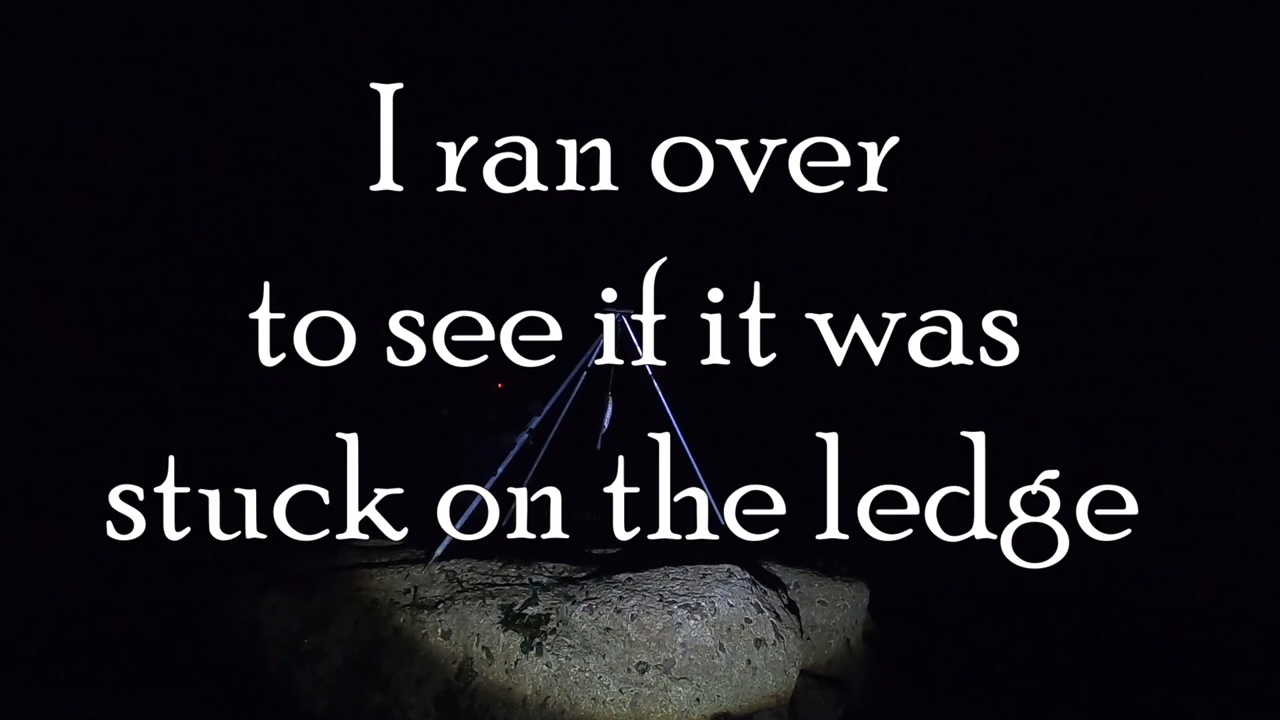 I ran over
to see if it was
stuck on the ledge